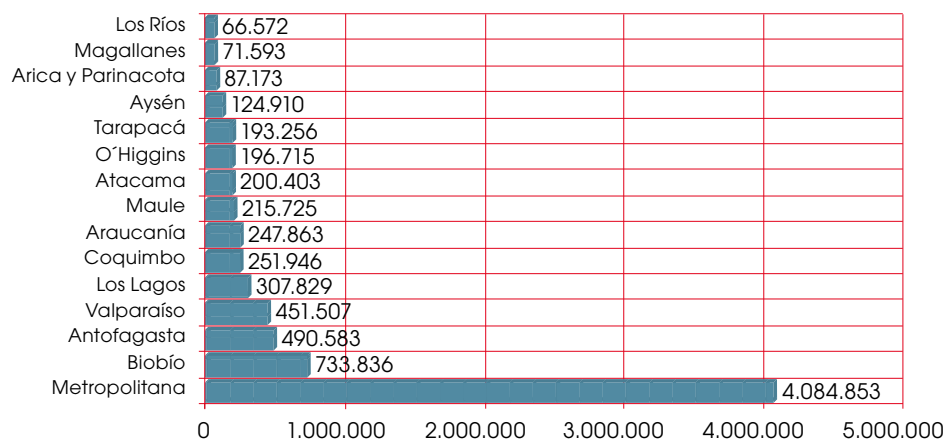 Los Ríos 66.572
Magallanes 71.593
Arica y Parinacota 87.173
Aysén 124.910
Tarapacá 193.256
O´Higgins 196.715
Atacama 200.403
Maule 215.725
Araucanía 247.863
Coquimbo 251.946
Los Lagos 307.829
Valparaíso 451.507
Antofagasta 490.583
Biobío 733.836
Metropolitana 4.084.853
0 1.000.000 2.000.000 3.000.000 4.000.000 5.000.000